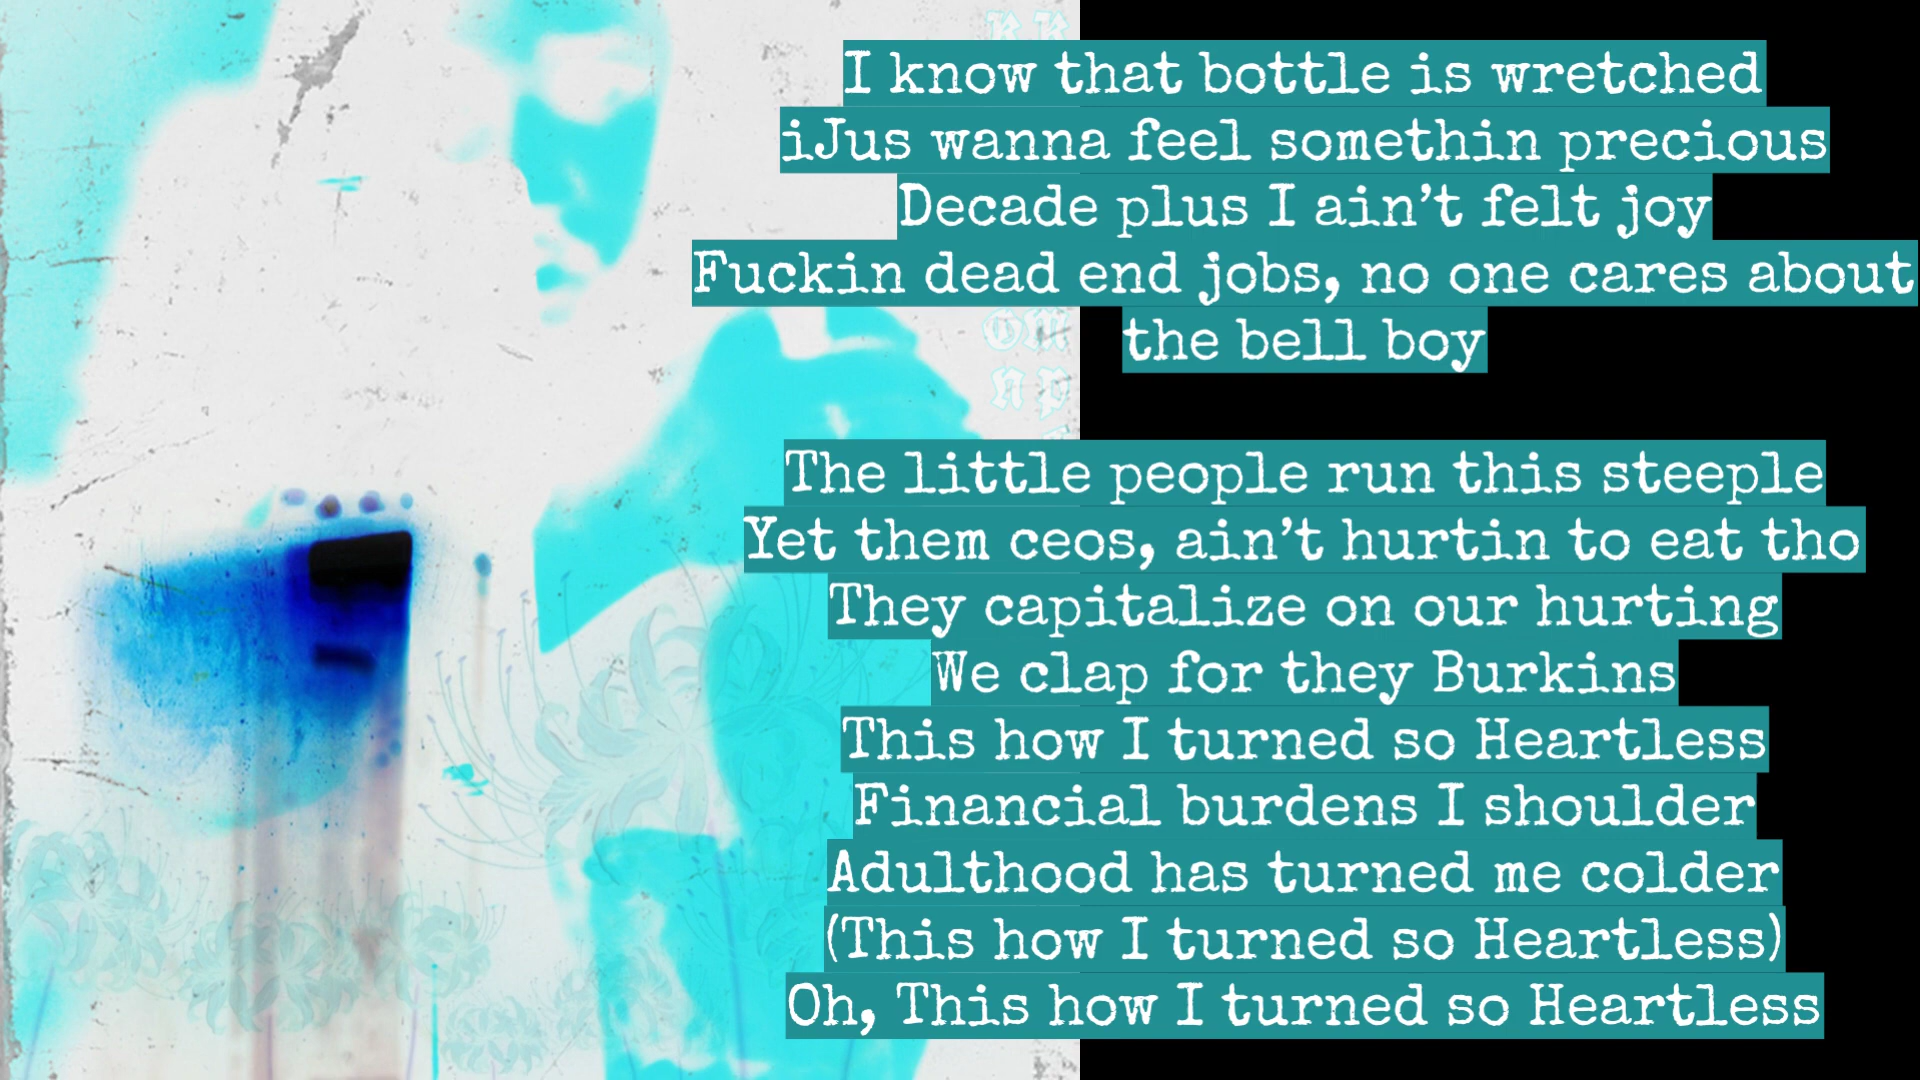 I know that bottle is wretched
iJus wanna feel somethin precious
Decade plus I ain't felt joy
Fuckin dead end jobs, no one cares about
the bell boy
The little people run this steeple
Yet them ceos, ain't hurtin to eat tho
They capitalize on our hurting
We clap for they Burkins
This how I turned so Heartless
Financial burdens I shoulder
Adulthood has turned me colder
(This how I turned so Heartless)
Oh, This how I turned so Heartless